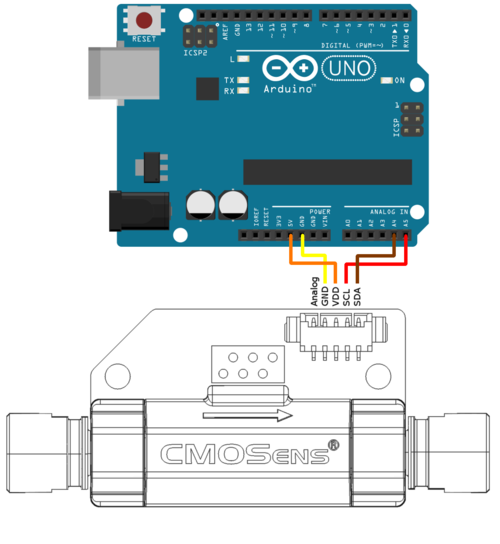 RESET
ICSP2
AREF
GND
13
12
~11
~10
~9
8
7
~6
~5
4
~3
2
TX0▶1
RX0◀0
DIGITAL (PWM=~)
L
TX
RX
Arduino™
UNO
ON
ICSP
1
IOREF
RESET
3V3
5V
GND
GND
VIN
POWER
ANALOG IN
A0
A1
A2
A3
A4
A5
Analog
GND
VDD
SCL
SDA
CMOSENS®